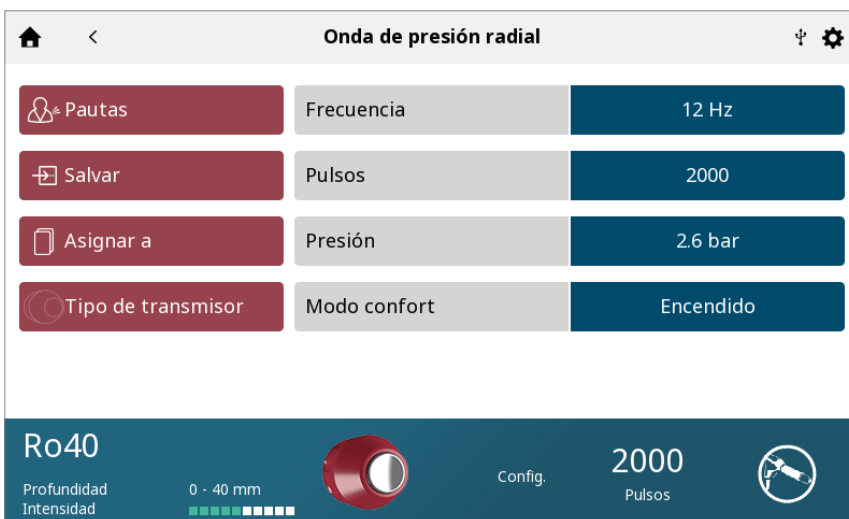 Onda de presión radial
Pautas
Frecuencia
12 Hz
Salvar
Pulsos
2000
Asignar a
Presión
2.6 bar
Tipo de transmisor
Modo confort
Encendido
Ro40
Profundidad
0 - 40 mm
Intensidad
Config.
2000
Pulsos